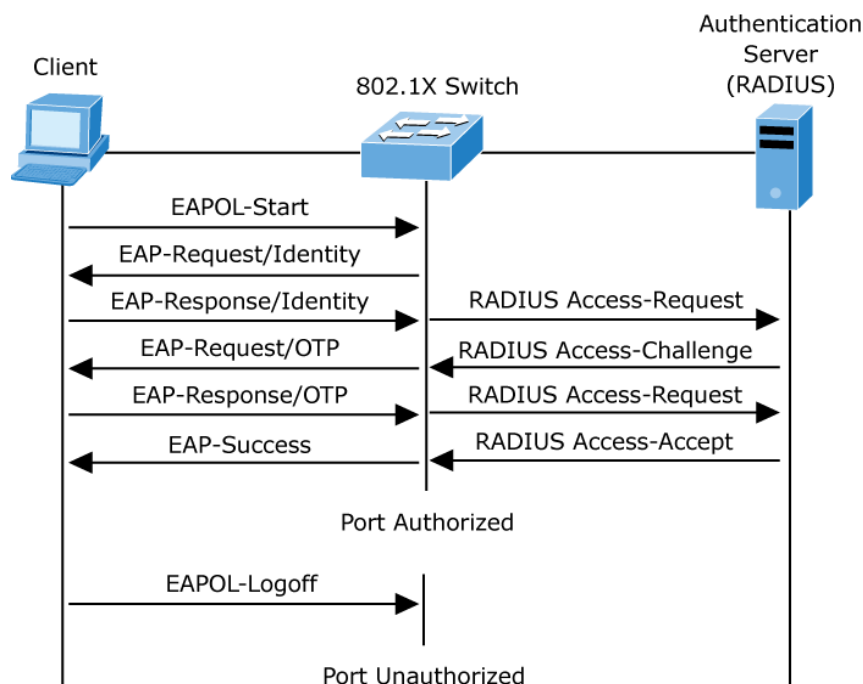 Authentication
Server
(RADIUS)
Client
802.1X Switch
EAPOL-Start
EAP-Request/Identity
EAP-Response/Identity
RADIUS Access-Request
EAP-Request/OTP
RADIUS Access-Challenge
EAP-Response/OTP
RADIUS Access-Request
EAP-Success
RADIUS Access-Accept
Port Authorized
EAPOL-Logoff
Port Unauthorized